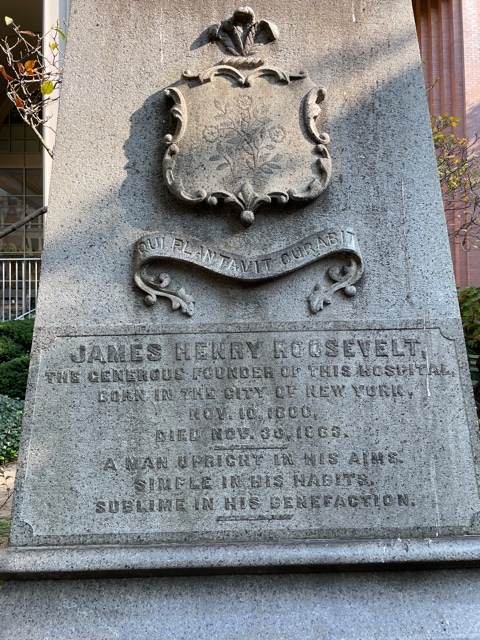 QUI PLANTAVIT CURABIT
JAMES HENRY ROOSEVELT,
THE GENEROUS FOUNDER OF THIS HOSPITAL,
BORN IN THE CITY OF NEW YORK,
NOV. 10, 1800,
DIED NOV. 30, 1863.
A MAN UPRIGHT IN HIS AIMS.
SIMPLE IN HIS HABITS,
SUBLIME IN HIS BENEFACTION.